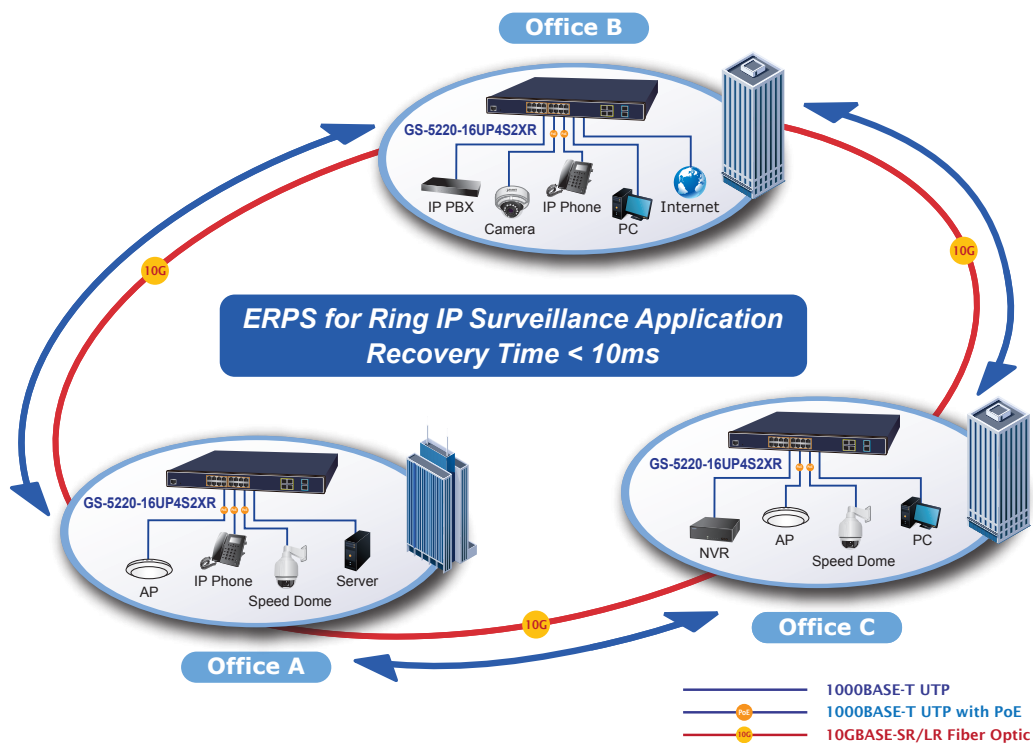 Office B
GS-5220-16UP4S2XR
IP PBX
Camera
IP Phone
PC
Internet
10G
10G
ERPS for Ring IP Surveillance Application
Recovery Time < 10ms
GS-5220-16UP4S2XR
AP
IP Phone
Speed Dome
Server
GS-5220-16UP4S2XR
NVR
AP
Speed Dome
PC
10G
Office A
Office C
1000BASE-T UTP
PoE
1000BASE-T UTP with PoE
10G
10GBASE-SR/LR Fiber Optic